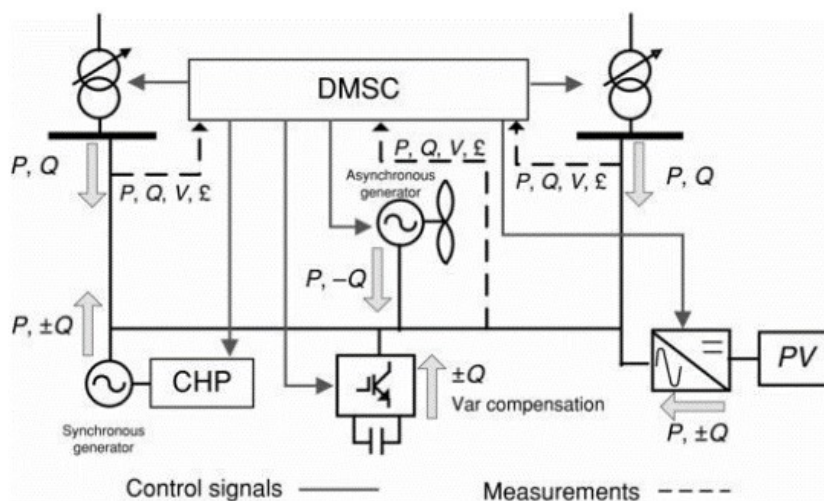 DMSC
P, Q
P, Q, V, £
P, Q, V, £
Asynchronous
generator
P, Q, V, £
P, Q
P, –Q
P, ±Q
CHP
±Q
Var compensation
PV
P, ±Q
Synchronous
generator
Control signals
Measurements